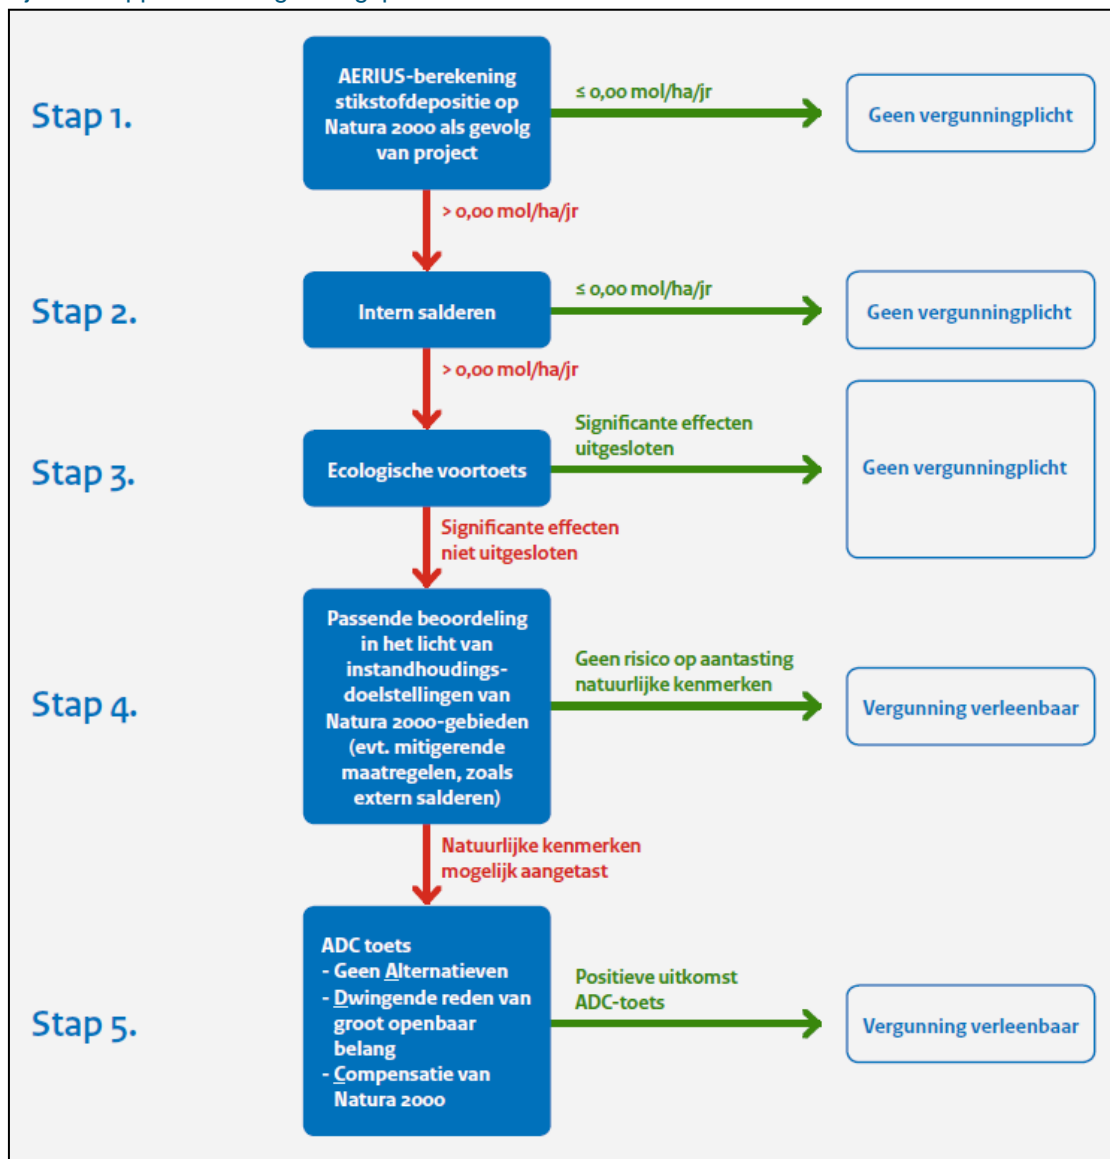 Stap 1.
AERIUS-berekening
stikstofdepositie op
Natura 2000 als gevolg
van project
≤ 0,00 mol/ha/jr
Geen vergunningplicht
> 0,00 mol/ha/jr
Stap 2.
Intern salderen
≤ 0,00 mol/ha/jr
Geen vergunningplicht
> 0,00 mol/ha/jr
Stap 3.
Ecologische voortoets
Significante effecten
uitgesloten
Geen vergunningplicht
Significante effecten
niet uitgesloten
Stap 4.
Passende beoordeling
in het licht van
instandhoudings-
doelstellingen van
Natura 2000-gebieden
(evt. mitigerende
maatregelen, zoals
extern salderen)
Geen risico op aantasting
natuurlijke kenmerken
Vergunning verleenbaar
Natuurlijke kenmerken
mogelijk aangetast
Stap 5.
ADC toets
- Geen Alternatieven
- Dwingende reden van
groot openbaar
belang
- Compensatie van
Natura 2000
Positieve uitkomst
ADC-toets
Vergunning verleenbaar